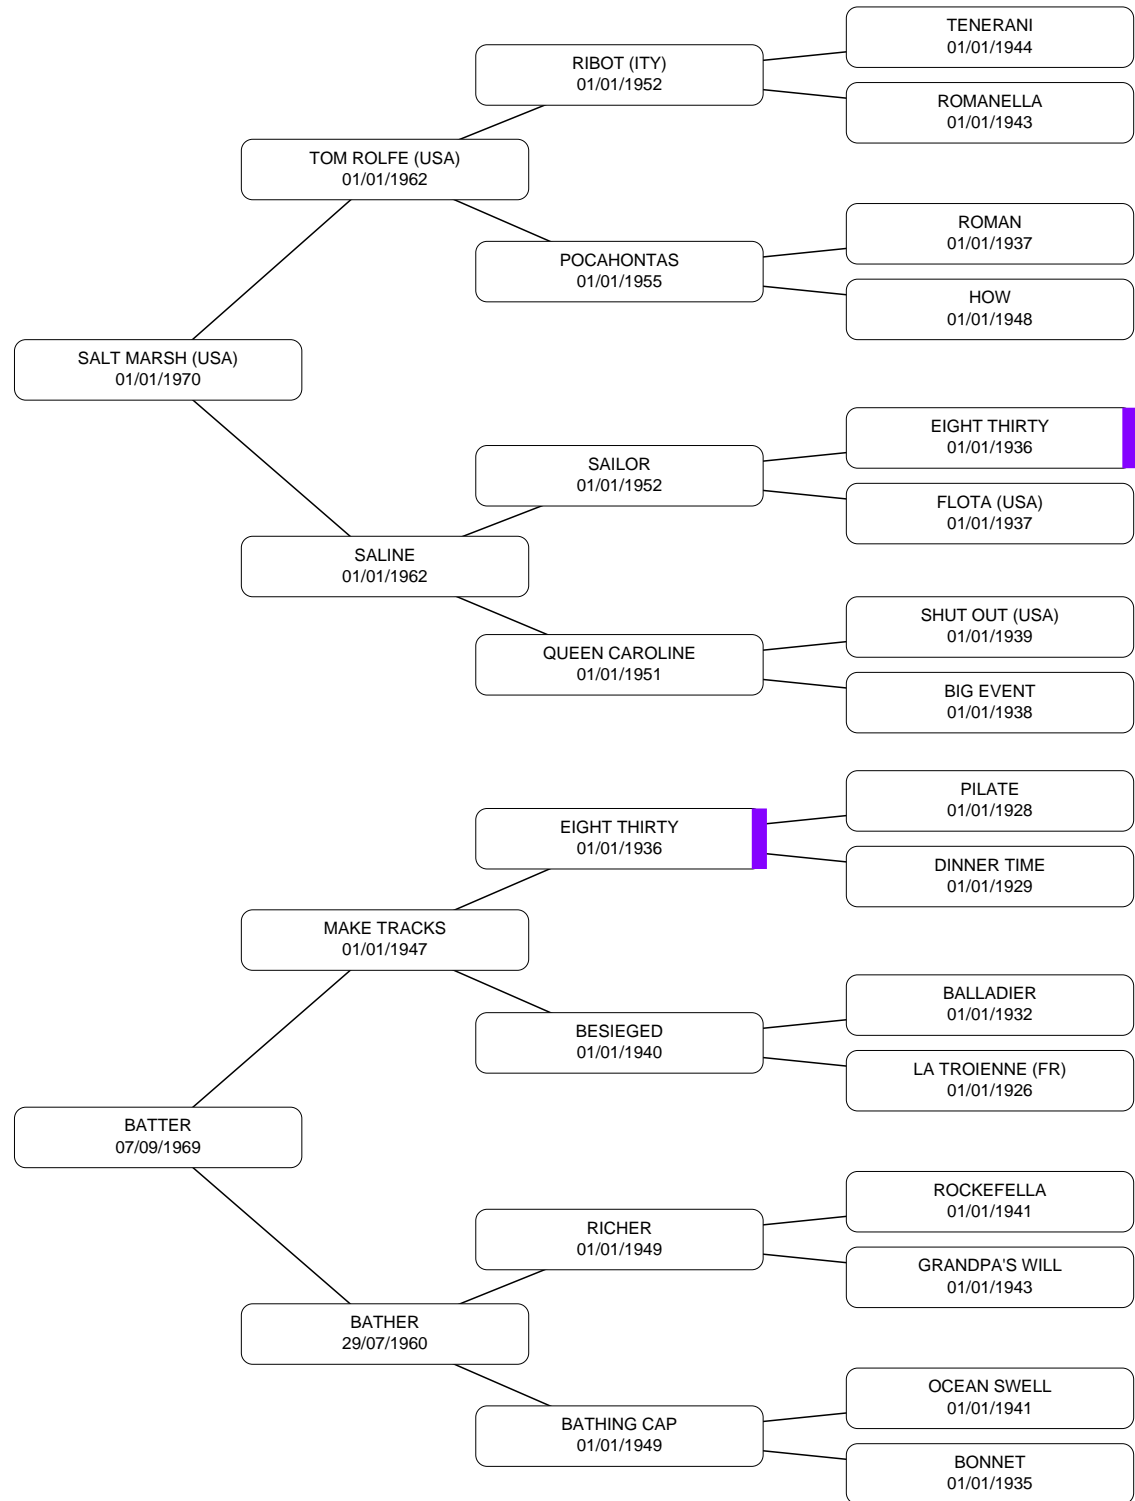 TENERANI
01/01/1944
RIBOT (ITY)
01/01/1952
ROMANELLA
01/01/1943
TOM ROLFE (USA)
01/01/1962
ROMAN
01/01/1937
POCAHONTAS
01/01/1955
HOW
01/01/1948
SALT MARSH (USA)
01/01/1970
EIGHT THIRTY
01/01/1936
SAILOR
01/01/1952
FLOTA (USA)
01/01/1937
SALINE
01/01/1962
SHUT OUT (USA)
01/01/1939
QUEEN CAROLINE
01/01/1951
BIG EVENT
01/01/1938
PILATE
01/01/1928
EIGHT THIRTY
01/01/1936
DINNER TIME
01/01/1929
MAKE TRACKS
01/01/1947
BALLADIER
01/01/1932
BESIEGED
01/01/1940
LA TROIENNE (FR)
01/01/1926
BATTER
07/09/1969
ROCKEFELLA
01/01/1941
RICHER
01/01/1949
GRANDPA'S WILL
01/01/1943
BATHER
29/07/1960
OCEAN SWELL
01/01/1941
BATHING CAP
01/01/1949
BONNET
01/01/1935